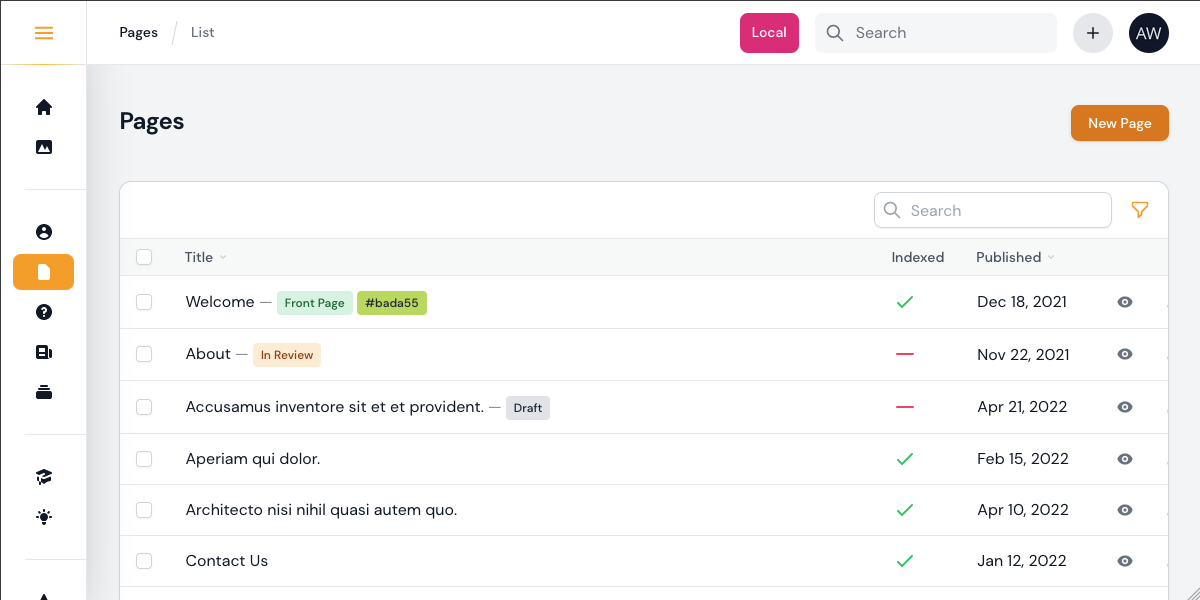 Pages / List
Local
Search
+
AW
Pages
New Page
Search
Title Indexed Published
Welcome — Front Page #bada55 Dec 18, 2021
About — In Review Nov 22, 2021
Accusamus inventore sit et et provident. — Draft Apr 21, 2022
Aperiam qui dolor. Feb 15, 2022
Architecto nisi nihil quasi autem quo. Apr 10, 2022
Contact Us Jan 12, 2022